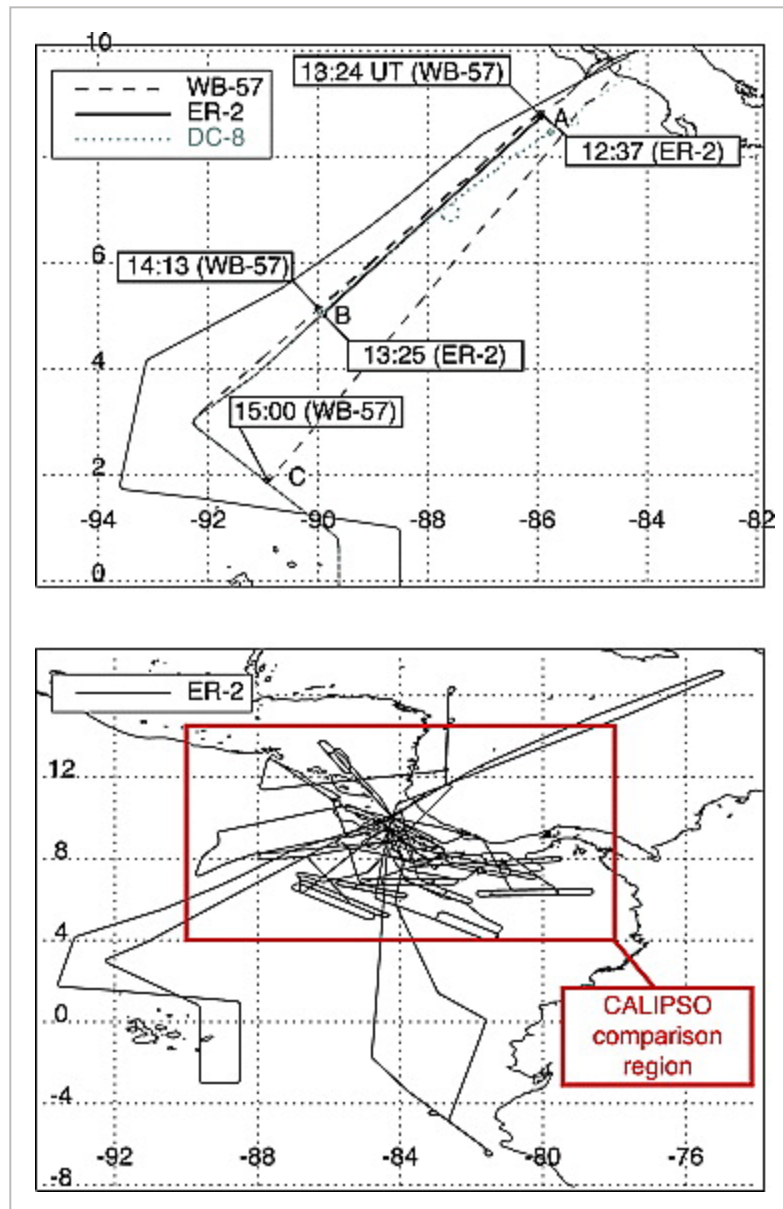 10
13:24 UT (WB-57)
WB-57
ER-2
DC-8
A
12:37 (ER-2)
6
14:13 (WB-57)
B
13:25 (ER-2)
4
15:00 (WB-57)
C
2
-94 -92 -90 -88 -86 -84 -82
0
ER-2
12
8
4
CALIPSO
comparison
region
0
-4
-92 -88 -84 -80 -76
-8